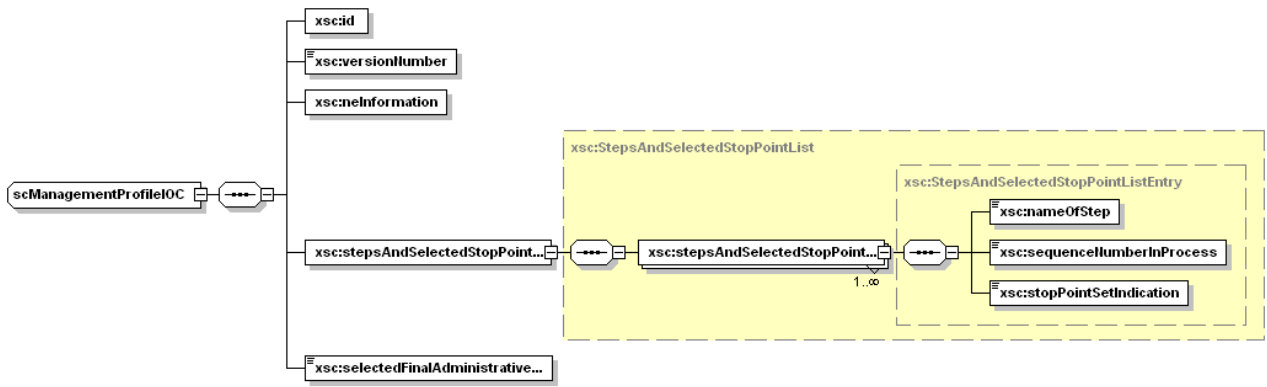 xsc:id
xsc:versionNumber
xsc:neInformation
xsc:StepsAndSelectedStopPointList
xsc:StepsAndSelectedStopPointListEntry
scManagementProfileIOC
xsc:nameOfStep
xsc:stepsAndSelectedStopPoint...
xsc:stepsAndSelectedStopPoint...
xsc:sequenceNumberInProcess
1..∞
xsc:stopPointSetIndication
xsc:selectedFinalAdministrative...